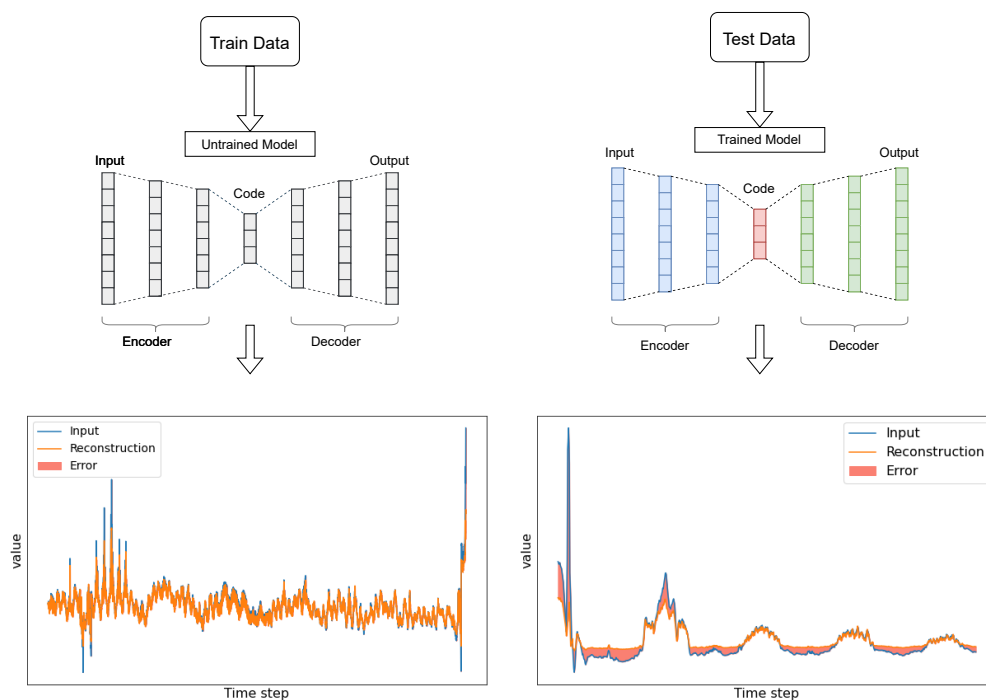 Train Data
Untrained Model
Input
Code
Output
Encoder
Decoder
Input
Reconstruction
Error
value
Time step
Test Data
Trained Model
Input
Code
Output
Encoder
Decoder
Input
Reconstruction
Error
value
Time step